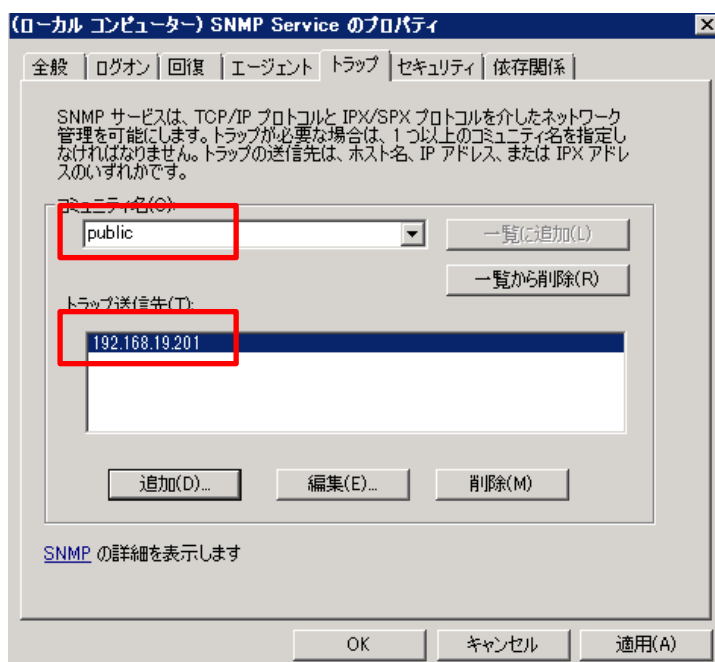 (ローカル コンピューター) SNMP Service のプロパティ
全般 ログオン 回復 エージェント トラップ セキュリティ 依存関係
SNMP サービスは、TCP/IP プロトコルと IPX/SPX プロトコルを介したネットワーク
管理を可能にします。トラップが必要な場合は、1 つ以上のコミュニティ名を指定し
なければなりません。トラップの送信先は、ホスト名、IP アドレス、または IPX アドレ
スのいずれかです。
コミュニティ名(C):
public
一覧に追加(L)
一覧から削除(R)
トラップ送信先(T):
192.168.19.201
追加(D)...
編集(E)...
削除(M)
SNMP の詳細を表示します
OK
キャンセル
適用(A)